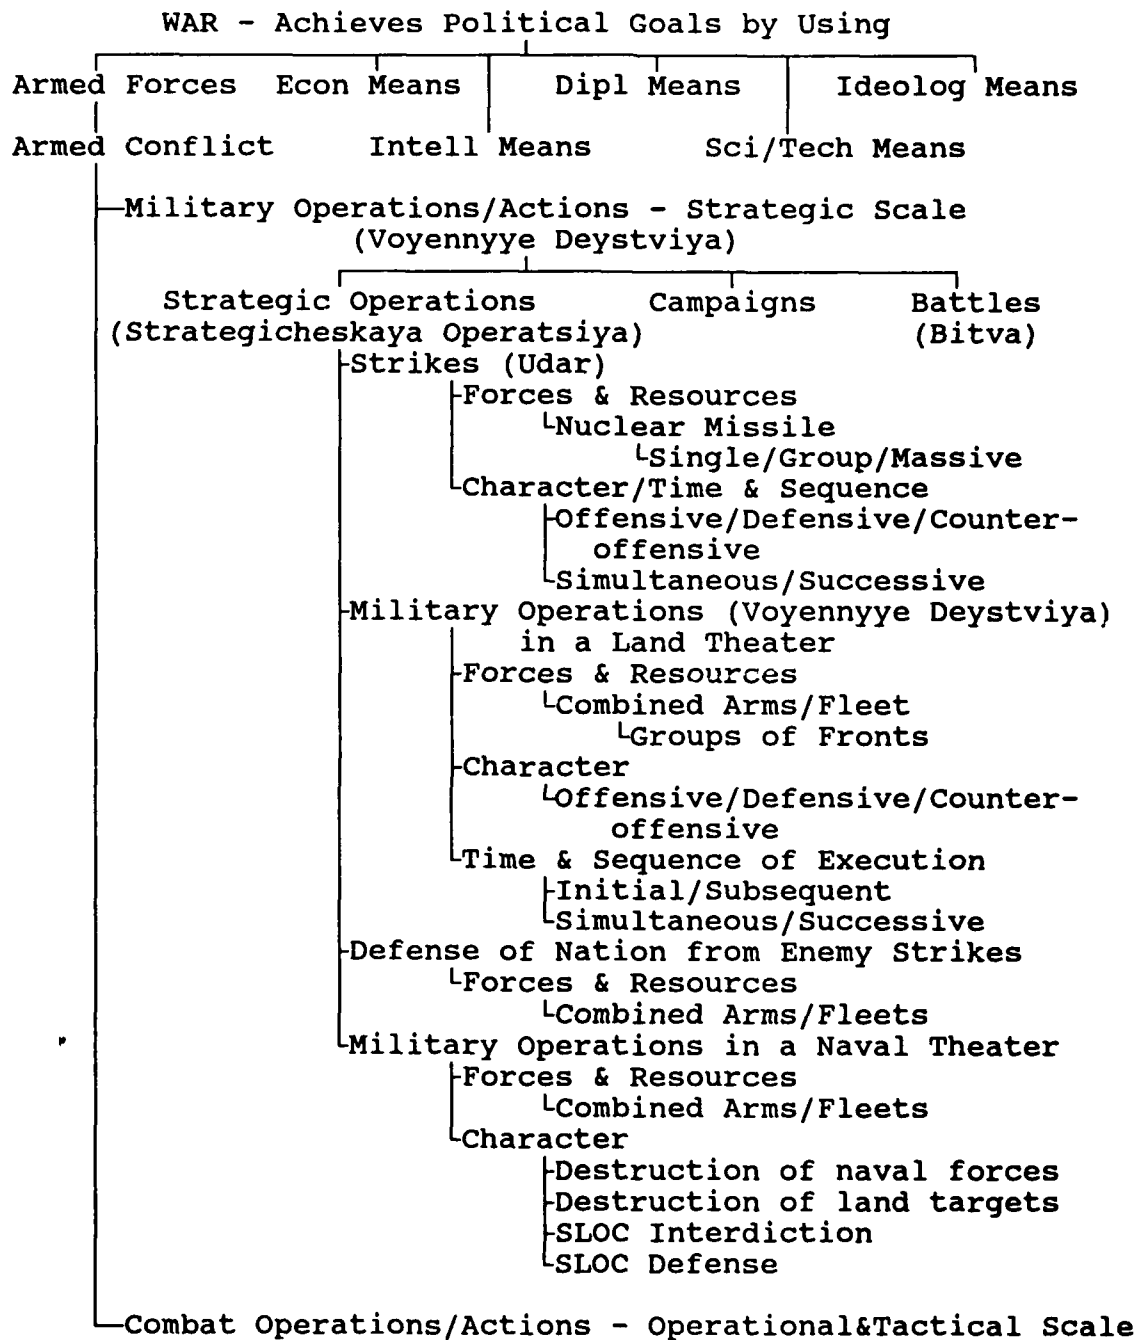 WAR - Achieves Political Goals by Using
Armed Forces Econ Means Dipl Means Ideolog Means
Armed Conflict Intell Means Sci/Tech Means
Military Operations/Actions - Strategic Scale
(Voyennyye Deystviya)
Strategic Operations Campaigns Battles
(Strategicheskaya Operatsiya) (Bitva)
Strikes (Udar)
Forces & Resources
Nuclear Missile
Single/Group/Massive
Character/Time & Sequence
Offensive/Defensive/Counter-
offensive
Simultaneous/Successive
Military Operations (Voyennyye Deystviya)
in a Land Theater
Forces & Resources
Combined Arms/Fleet
Groups of Fronts
Character
Offensive/Defensive/Counter-
offensive
Time & Sequence of Execution
Initial/Subsequent
Simultaneous/Successive
Defense of Nation from Enemy Strikes
Forces & Resources
Combined Arms/Fleets
Military Operations in a Naval Theater
Forces & Resources
Combined Arms/Fleets
Character
Destruction of naval forces
Destruction of land targets
SLOC Interdiction
SLOC Defense
Combat Operations/Actions - Operational&Tactical Scale